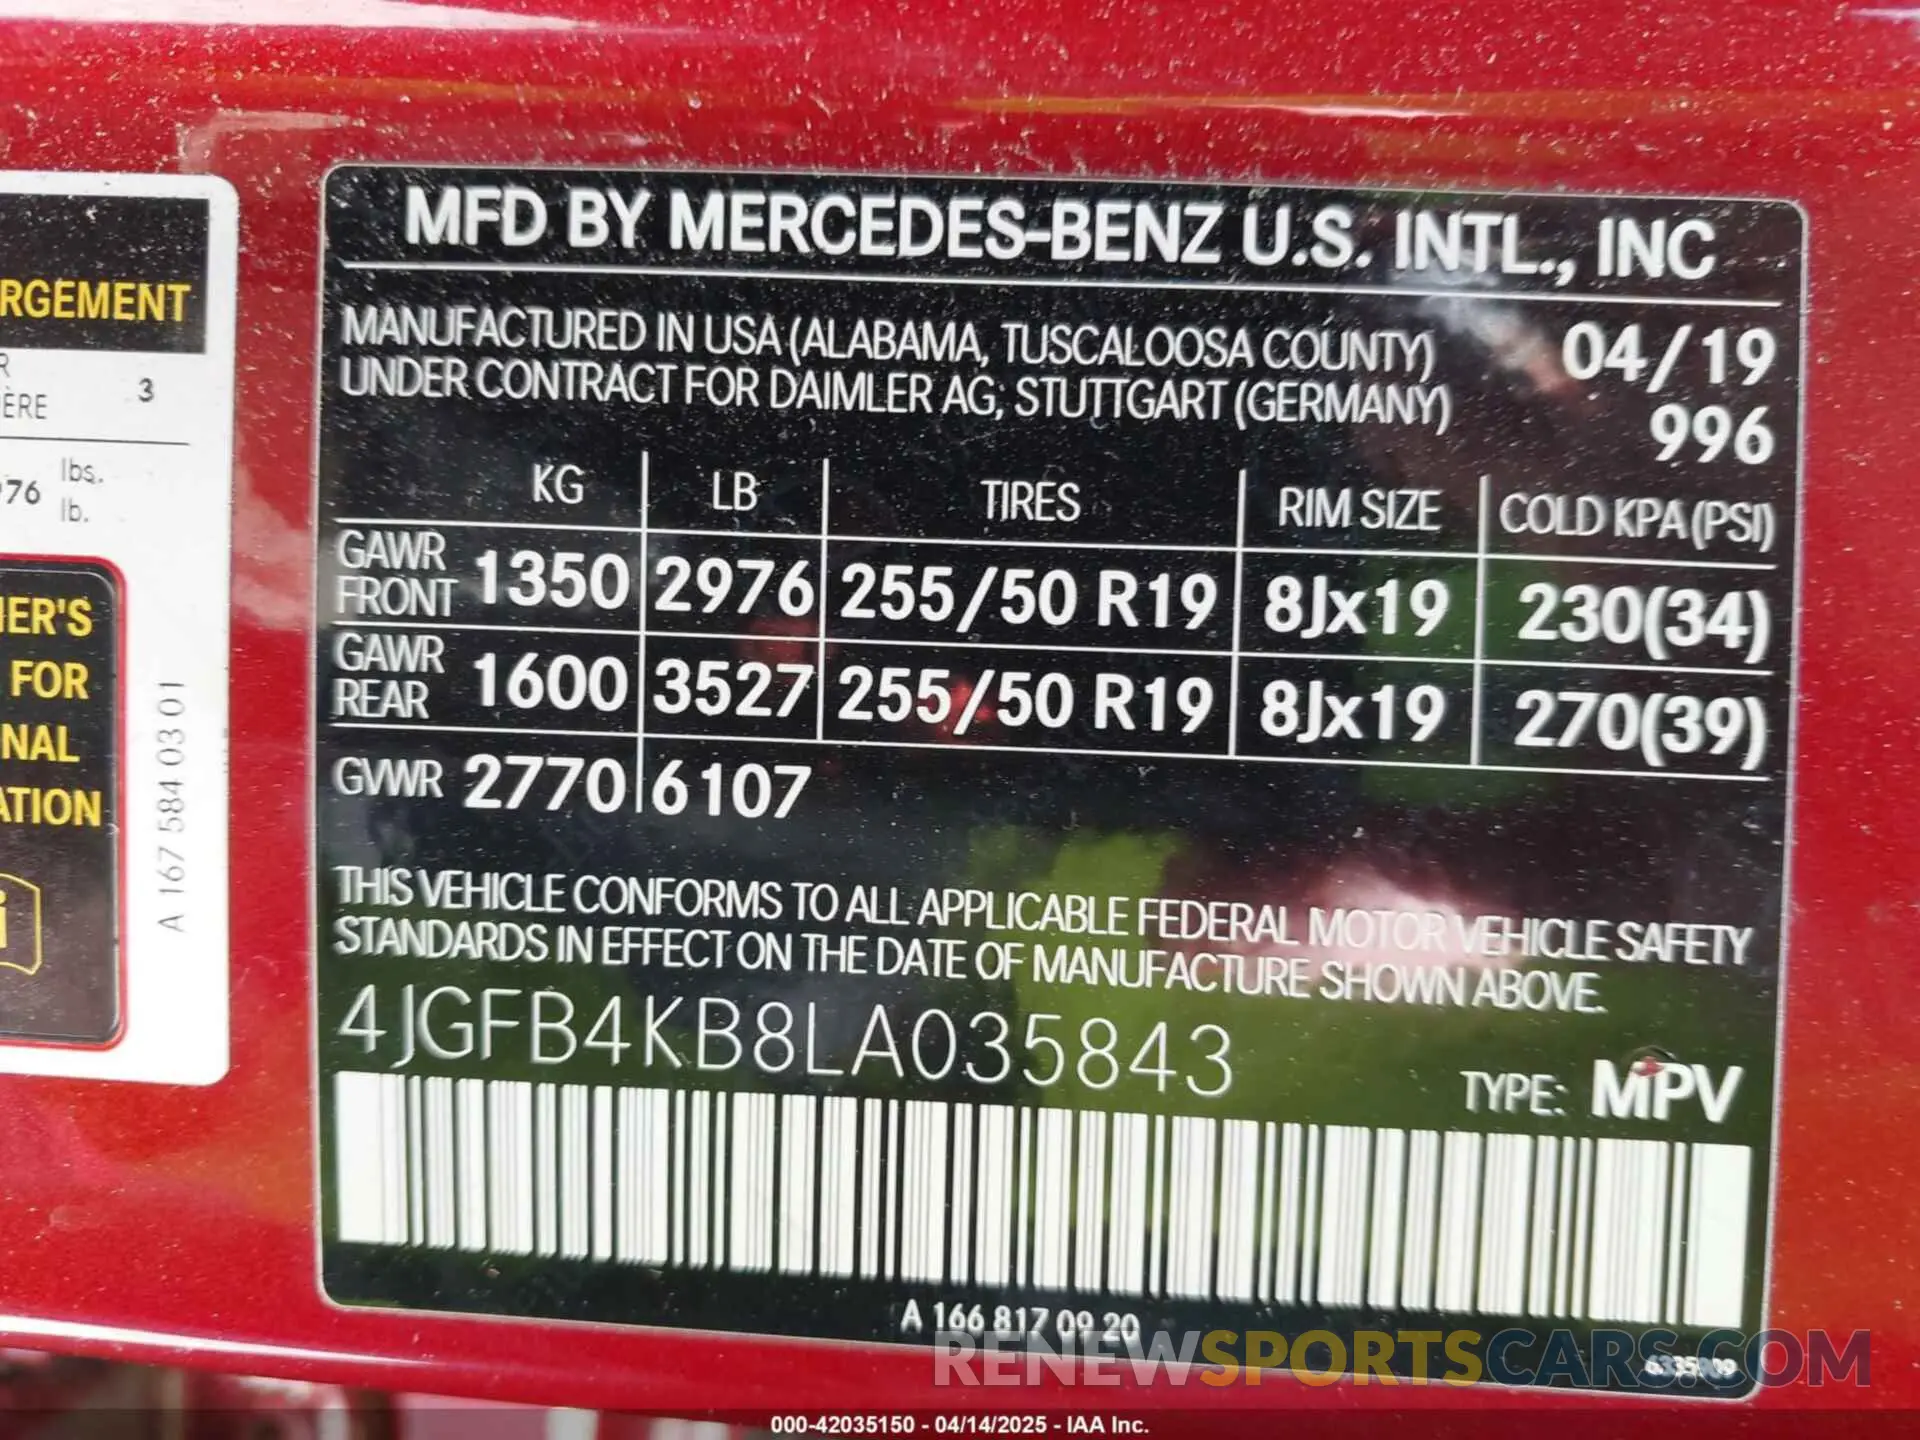 RGEMENT
R
ÈRE 3
976 lbs.
lb.
ER'S
FOR
NAL
ATION
i
A 167 584 03 01
MFD BY MERCEDES-BENZ U.S. INTL., INC
MANUFACTURED IN USA (ALABAMA, TUSCALOOSA COUNTY) 04/19
UNDER CONTRACT FOR DAIMLER AG; STUTTGART (GERMANY) 996
KG LB TIRES RIM SIZE COLD KPA (PSI)
GAWR FRONT 1350 2976 255/50 R19 8Jx19 230(34)
GAWR REAR 1600 3527 255/50 R19 8Jx19 270(39)
GVWR 2770 6107
THIS VEHICLE CONFORMS TO ALL APPLICABLE FEDERAL MOTOR VEHICLE SAFETY
STANDARDS IN EFFECT ON THE DATE OF MANUFACTURE SHOWN ABOVE.
4JGFB4KB8LA035843
TYPE: MPV
A 166 817 09 20
RENEWSPORTSCARS.COM
000-42035150 - 04/14/2025 - IAA Inc.